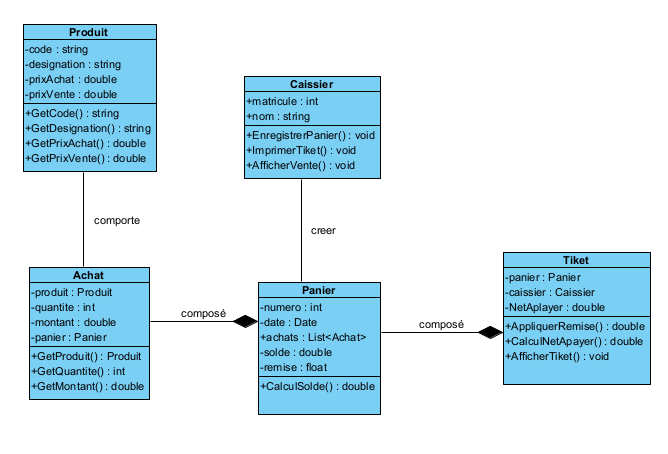 Produit
-code : string
-designation : string
-prixAchat : double
-prixVente : double
+GetCode() : string
+GetDesignation() : string
+GetPrixAchat() : double
+GetPrixVente() : double
Caissier
+matricule : int
+nom : string
+EnregistrerPanier() : void
+ImprimerTiket() : void
+AfficherVente() : void
comporte
creer
Achat
-produit : Produit
-quantite : int
-montant : double
-panier : Panier
+GetProduit() : Produit
+GetQuantite() : int
+GetMontant() : double
composé
Panier
-numero : int
-date : Date
+achats : List<Achat>
-solde : double
-remise : float
+CalculSolde() : double
composé
Tiket
-panier : Panier
-caissier : Caissier
-NetAplayer : double
+AppliquerRemise() : double
+CalculNetApayer() : double
+AfficherTiket() : void